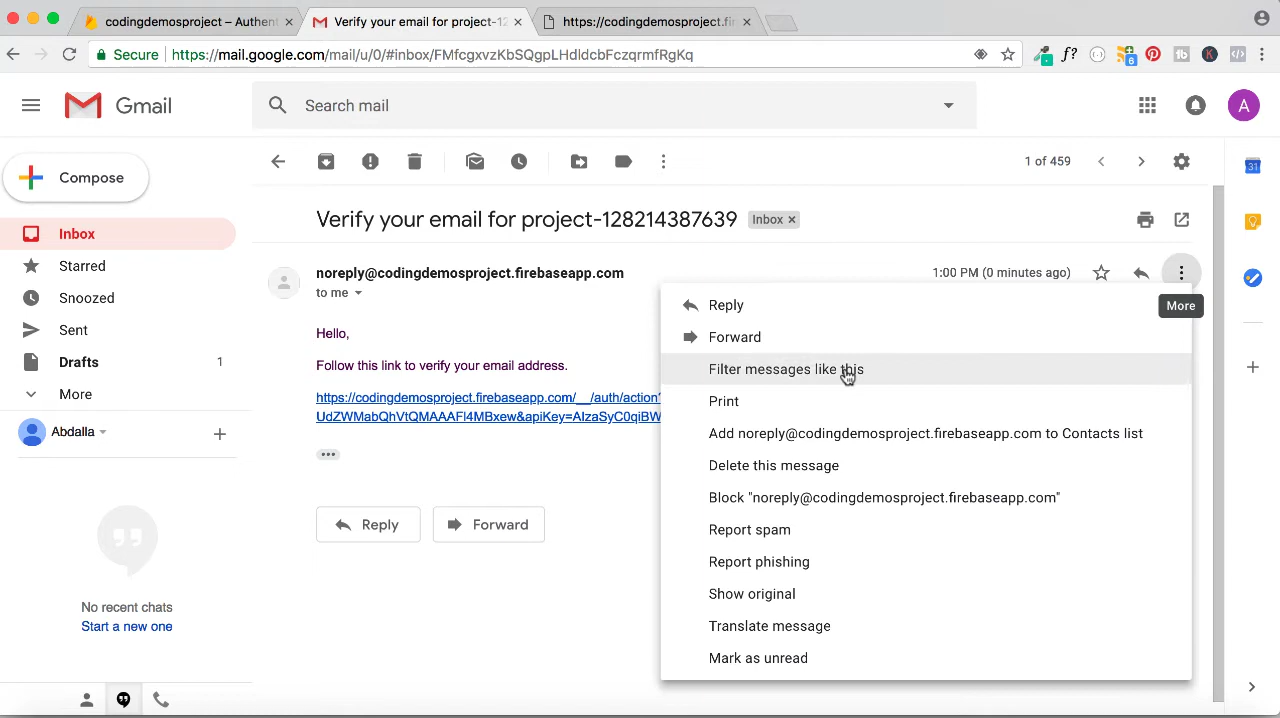 codingdemosproject – Authent
Verify your email for project-12
https://codingdemosproject.fir
Secure
https://mail.google.com/mail/u/0/#inbox/FMfcgxvzKbSQgpLHdldcbFczqrmfRgKq
f?
6
tb
K
Gmail
Search mail
A
Compose
1 of 459
31
Verify your email for project-128214387639
Inbox ×
Inbox
Starred
Snoozed
Sent
Drafts 1
More
Abdalla
noreply@codingdemosproject.firebaseapp.com
1:00 PM (0 minutes ago)
to me
More
Hello,
Follow this link to verify your email address.
https://codingdemosproject.firebaseapp.com/__/auth/action?
UdZWMabQhVtQMAAAFl4MBxew&apiKey=AIzaSyC0qiBW
Reply
Forward
Reply
Forward
Filter messages like this
Print
Add noreply@codingdemosproject.firebaseapp.com to Contacts list
Delete this message
Block "noreply@codingdemosproject.firebaseapp.com"
Report spam
Report phishing
Show original
Translate message
Mark as unread
No recent chats
Start a new one